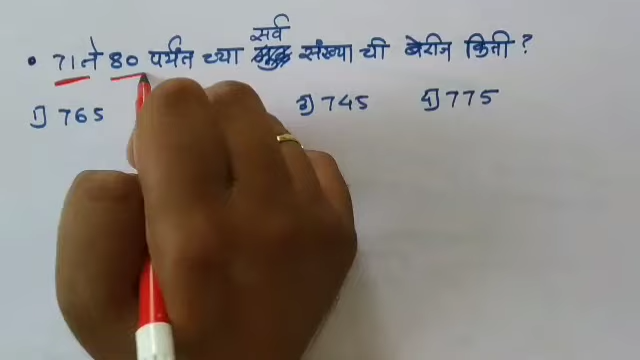 • 71 ते 80 पर्यंत च्या सर्व संख्या ची बेरीज किती ?
1] 765 3] 745 4] 775